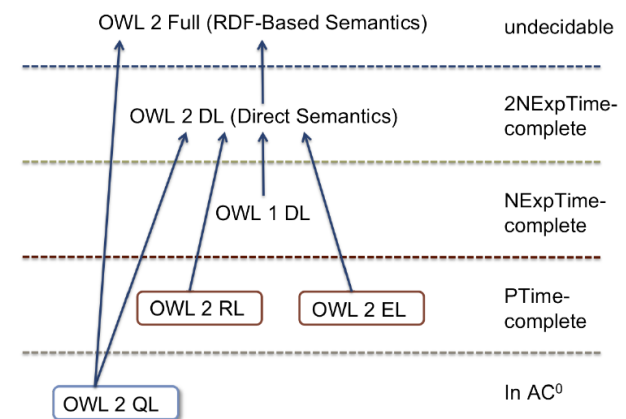 OWL 2 Full (RDF-Based Semantics)
undecidable
OWL 2 DL (Direct Semantics)
2NExpTime-
complete
OWL 1 DL
NExpTime-
complete
OWL 2 RL
OWL 2 EL
PTime-
complete
OWL 2 QL
In AC⁰